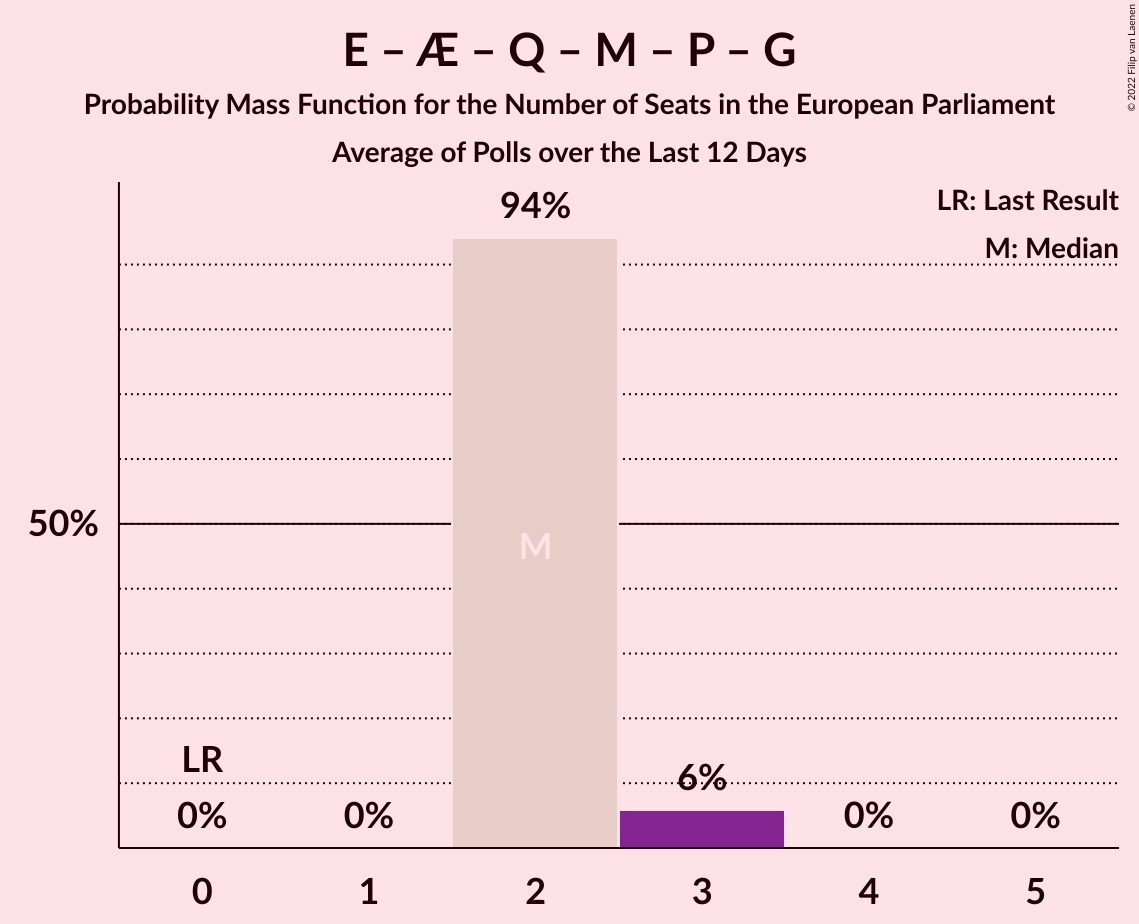 E – Æ – Q – M – P – G
Probability Mass Function for the Number of Seats in the European Parliament
Average of Polls over the Last 12 Days
© 2022 Filip van Laenen
LR: Last Result
M: Median
94%
50%
M
LR
6%
0%
0%
0%
0%
0
1
2
3
4
5